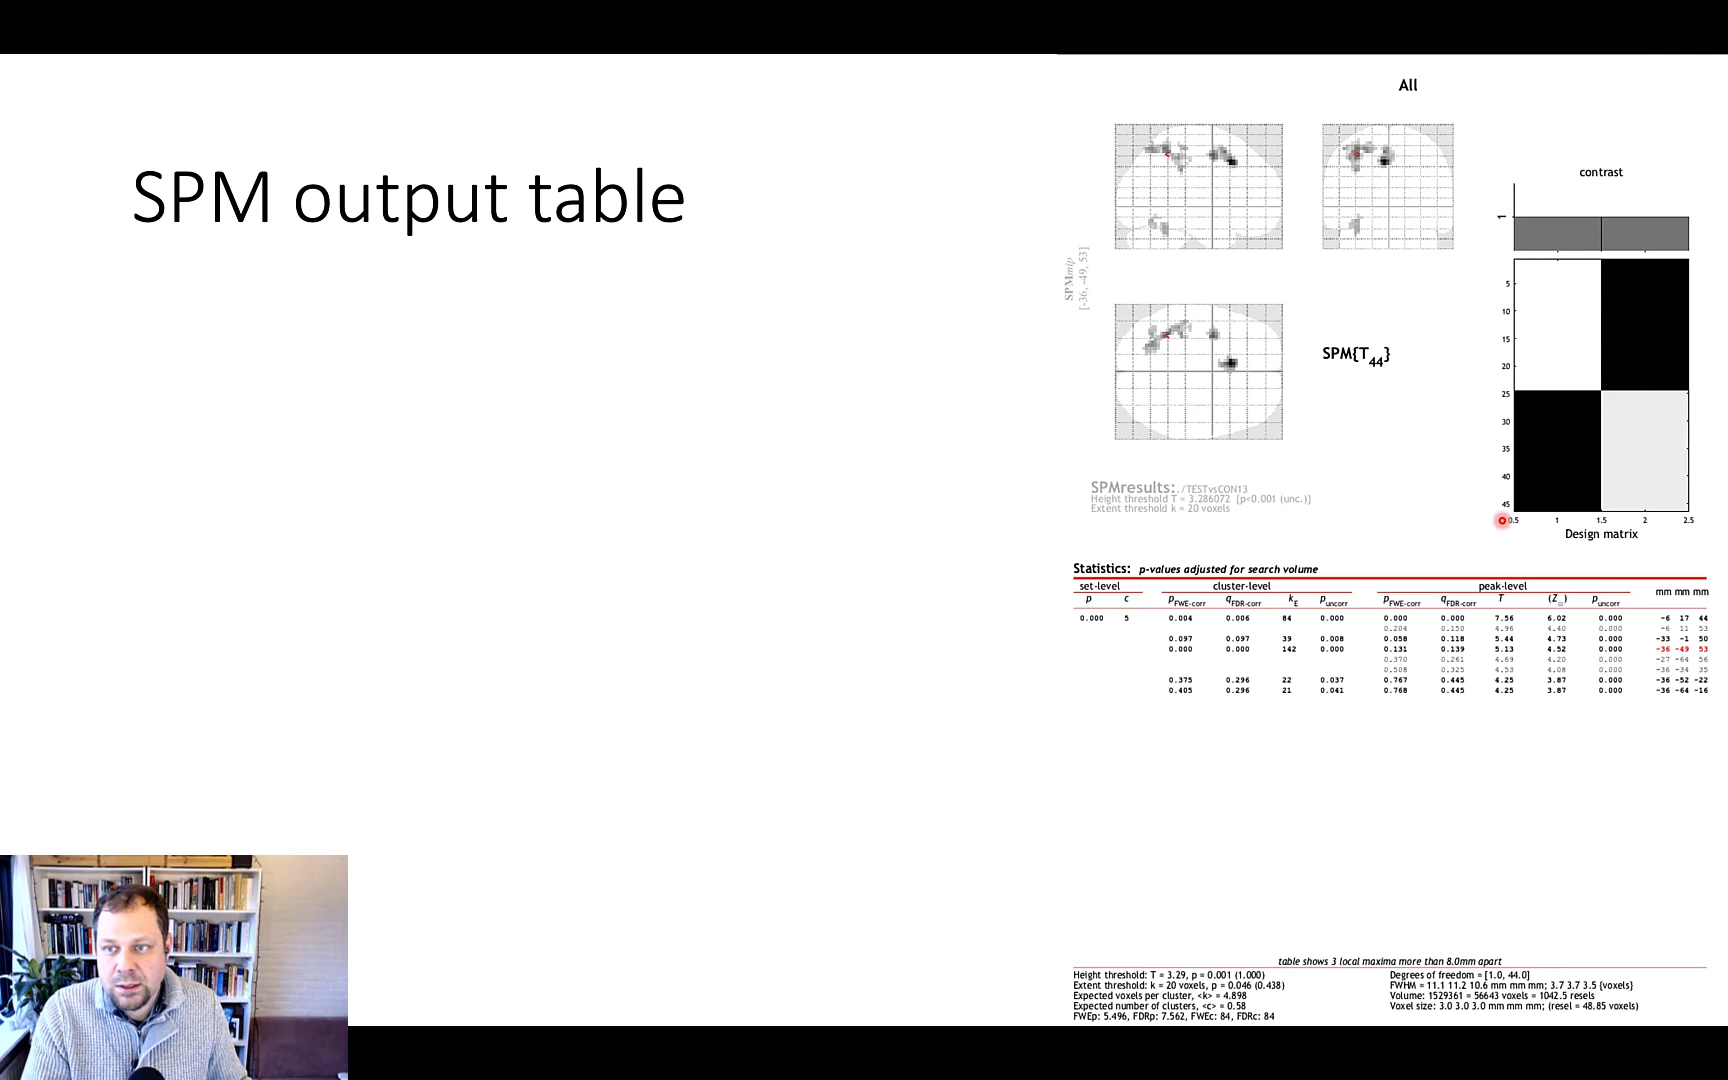 SPM output table
All
contrast
1
SPMmip
[-36, -49, 53]
SPM{T44}
5
10
15
20
25
30
35
40
45
0.5 1 1.5 2 2.5
Design matrix
SPMresults: ./TESTvsCON13
Height threshold T = 3.286072 {p<0.001 (unc.)}
Extent threshold k = 20 voxels
Statistics: p-values adjusted for search volume
set-level cluster-level peak-level mm mm mm
p c pFWE-corr qFDR-corr kE puncorr pFWE-corr qFDR-corr T (Z≡) puncorr
0.000 5 0.004 0.006 84 0.000 0.000 0.000 7.56 6.02 0.000 -6 17 44
0.204 0.150 4.96 4.40 0.000 -6 11 53
0.097 0.097 39 0.008 0.058 0.118 5.44 4.73 0.000 -33 -1 50
0.000 0.000 142 0.000 0.131 0.139 5.13 4.52 0.000 -36 -49 53
0.370 0.261 4.69 4.20 0.000 -27 -64 56
0.508 0.325 4.53 4.08 0.000 -36 -34 35
0.375 0.296 22 0.037 0.767 0.445 4.25 3.87 0.000 -36 -52 -22
0.405 0.296 21 0.041 0.768 0.445 4.25 3.87 0.000 -36 -64 -16
table shows 3 local maxima more than 8.0mm apart
Height threshold: T = 3.29, p = 0.001 (1.000)
Extent threshold: k = 20 voxels, p = 0.046 (0.438)
Expected voxels per cluster, <k> = 4.898
Expected number of clusters, <c> = 0.58
FWEp: 5.496, FDRp: 7.562, FWEc: 84, FDRc: 84
Degrees of freedom = [1.0, 44.0]
FWHM = 11.1 11.2 10.6 mm mm mm; 3.7 3.7 3.5 {voxels}
Volume: 1529361 = 56643 voxels = 1042.5 resels
Voxel size: 3.0 3.0 3.0 mm mm mm; (resel = 48.85 voxels)